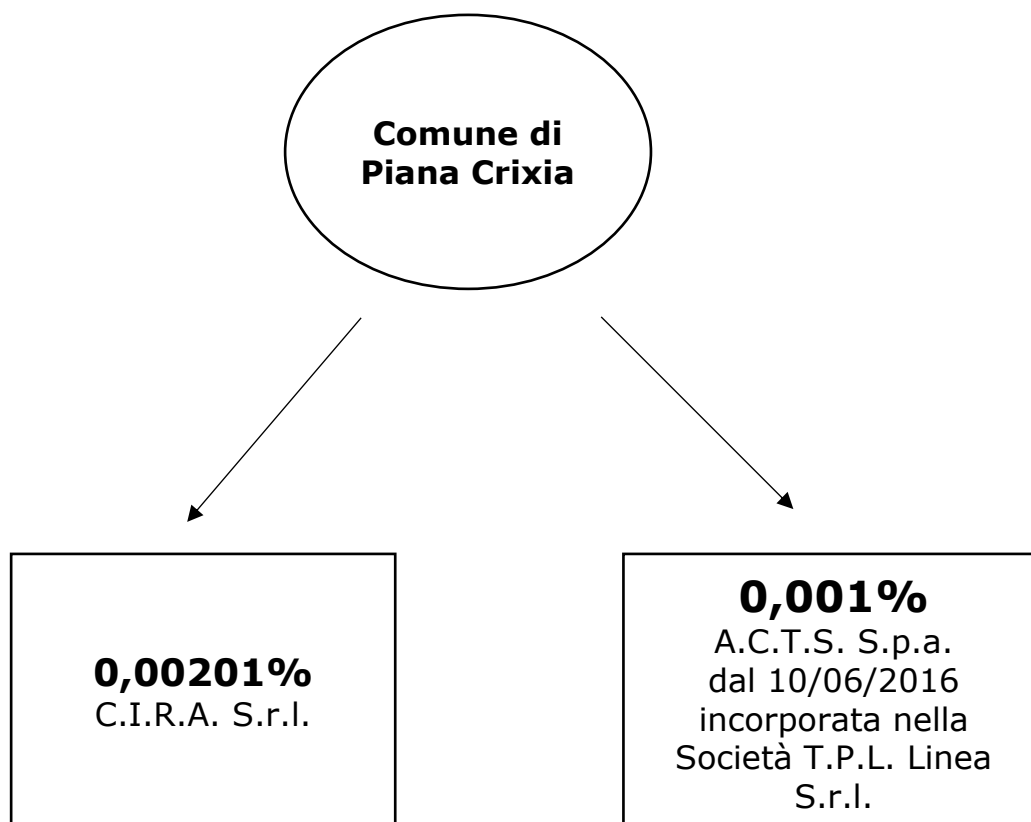 Comune di
Piana Crixia
0,00201%
C.I.R.A. S.r.l.
0,001%
A.C.T.S. S.p.a.
dal 10/06/2016
incorporata nella
Società T.P.L. Linea
S.r.l.